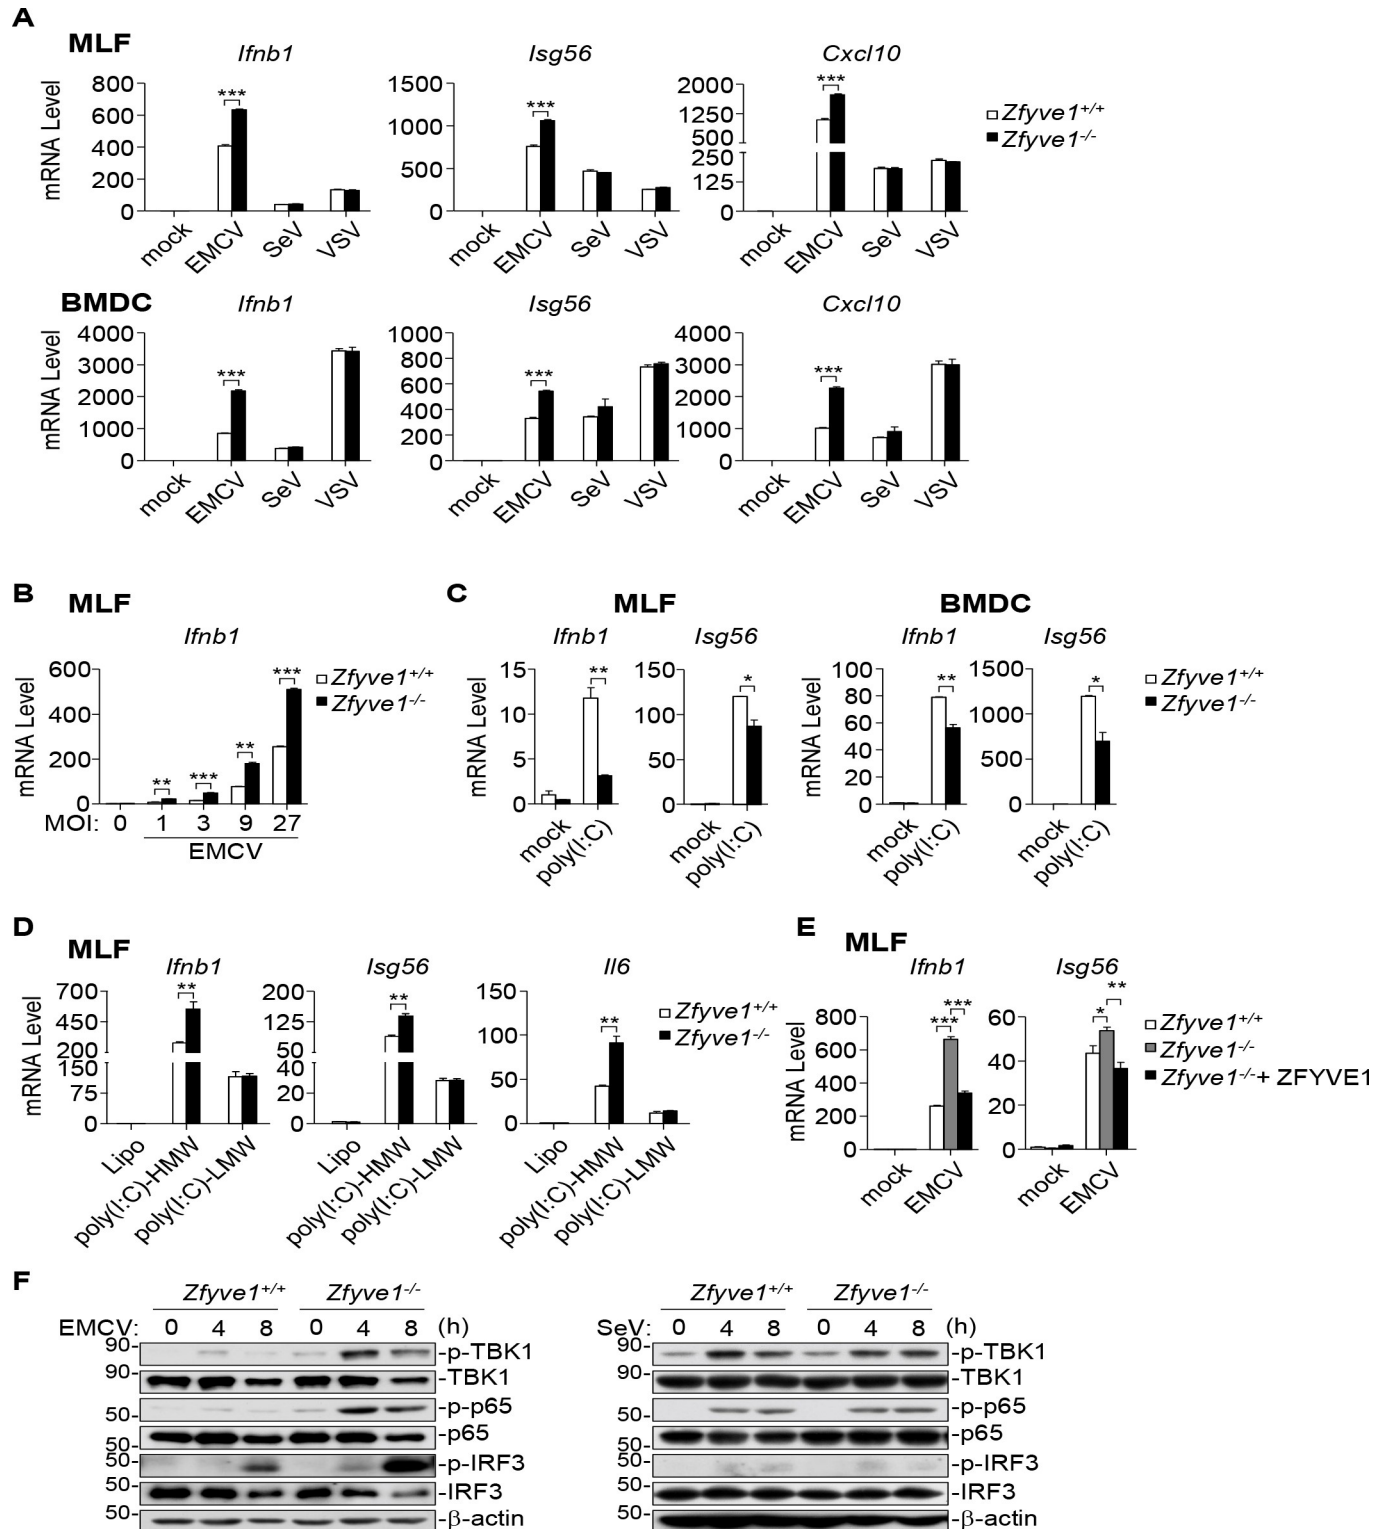 A
MLF
Ifnb1
Isg56
Cxcl10
mRNA Level
800
600
400
200
0
mock
EMCV
SeV
VSV
***
1500
1000
500
0
mock
EMCV
SeV
VSV
***
2000
1250
500
250
125
0
mock
EMCV
SeV
VSV
***
Zfyve1+/+
Zfyve1-/-
BMDC
Ifnb1
Isg56
Cxcl10
mRNA Level
4000
3000
2000
1000
0
mock
EMCV
SeV
VSV
***
1000
800
600
400
200
0
mock
EMCV
SeV
VSV
***
4000
3000
2000
1000
0
mock
EMCV
SeV
VSV
***
B
MLF
Ifnb1
mRNA Level
600
400
200
0
** *** ** ***
MOI: 0 1 3 9 27
EMCV
Zfyve1+/+
Zfyve1-/-
C
MLF
BMDC
Ifnb1
mRNA Level
15
10
5
0
**
mock
poly(I:C)
Isg56
150
100
50
0
*
mock
poly(I:C)
Ifnb1
mRNA Level
100
80
60
40
20
0
**
mock
poly(I:C)
Isg56
1500
1000
500
0
*
mock
poly(I:C)
Zfyve1+/+
Zfyve1-/-
D
MLF
Ifnb1
mRNA Level
700
450
200
150
75
0
**
Lipo
poly(I:C)-HMW
poly(I:C)-LMW
Isg56
200
125
50
40
20
0
**
Lipo
poly(I:C)-HMW
poly(I:C)-LMW
Il6
150
100
50
0
**
Lipo
poly(I:C)-HMW
poly(I:C)-LMW
Zfyve1+/+
Zfyve1-/-
E
MLF
Ifnb1
mRNA Level
800
600
400
200
0
***
***
mock
EMCV
Isg56
60
40
20
0
**
*
mock
EMCV
Zfyve1+/+
Zfyve1-/-
Zfyve1-/-+ ZFYVE1
F
Zfyve1+/+ Zfyve1-/-
EMCV: 0 4 8 0 4 8 (h)
90- -p-TBK1
90- -TBK1
50- -p-p65
50- -p65
50- -p-IRF3
50- -IRF3
50- -β-actin
Zfyve1+/+ Zfyve1-/-
SeV: 0 4 8 0 4 8 (h)
90- -p-TBK1
90- -TBK1
50- -p-p65
50- -p65
50- -p-IRF3
50- -IRF3
50- -β-actin